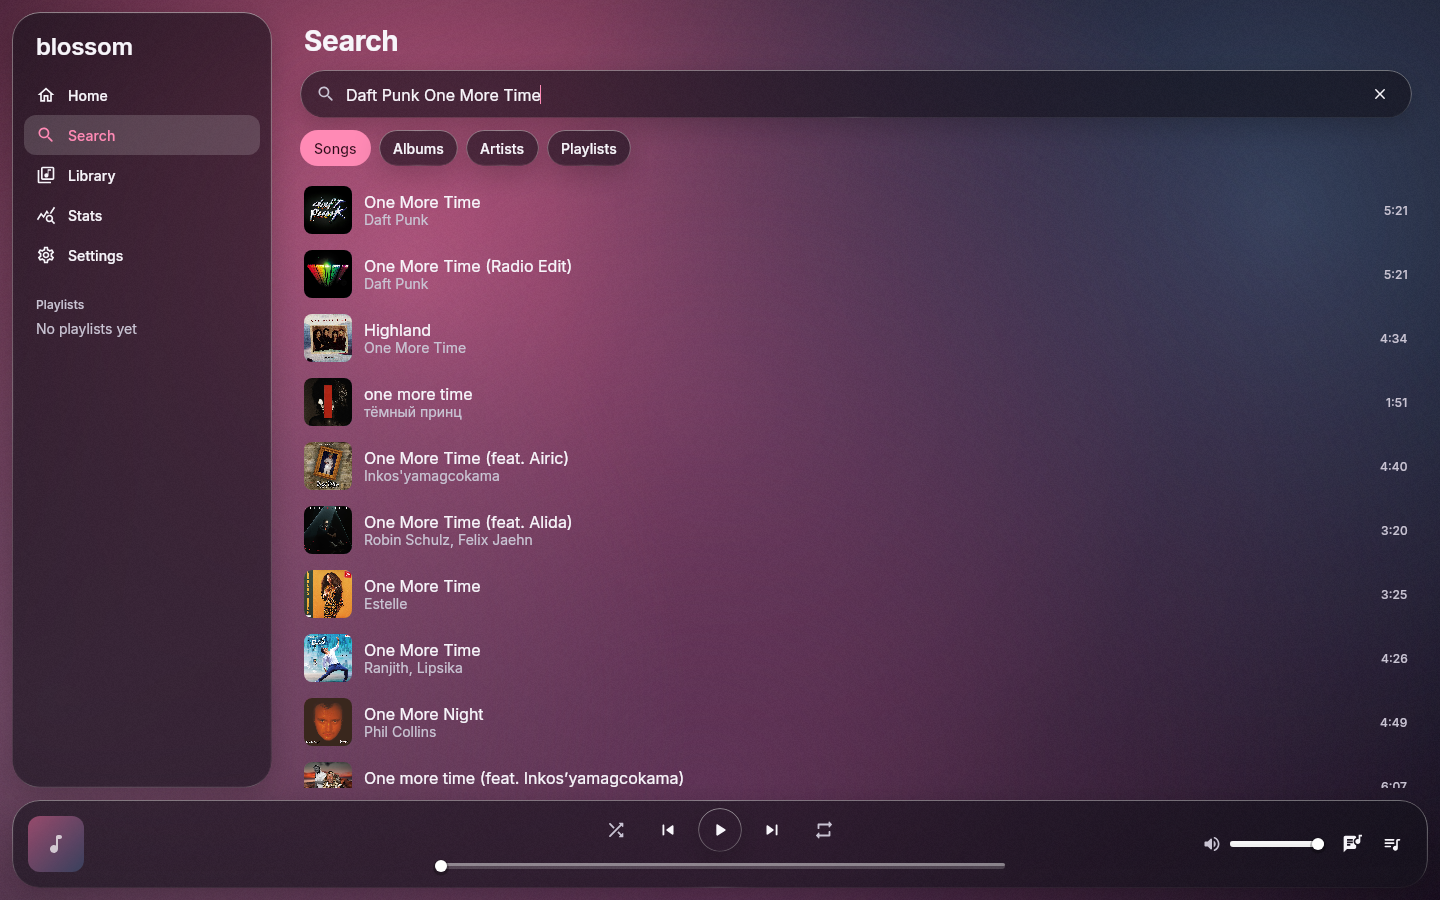 blossom
Home
Search
Library
Stats
Settings
Playlists
No playlists yet
Search
Daft Punk One More Time
Songs
Albums
Artists
Playlists
One More Time
Daft Punk
5:21
One More Time (Radio Edit)
Daft Punk
5:21
Highland
One More Time
4:34
one more time
тёмный принц
1:51
One More Time (feat. Airic)
Inkos'yamagcokama
4:40
One More Time (feat. Alida)
Robin Schulz, Felix Jaehn
3:20
One More Time
Estelle
3:25
One More Time
Ranjith, Lipsika
4:26
One More Night
Phil Collins
4:49
One more time (feat. Inkos’yamagcokama)
6:07